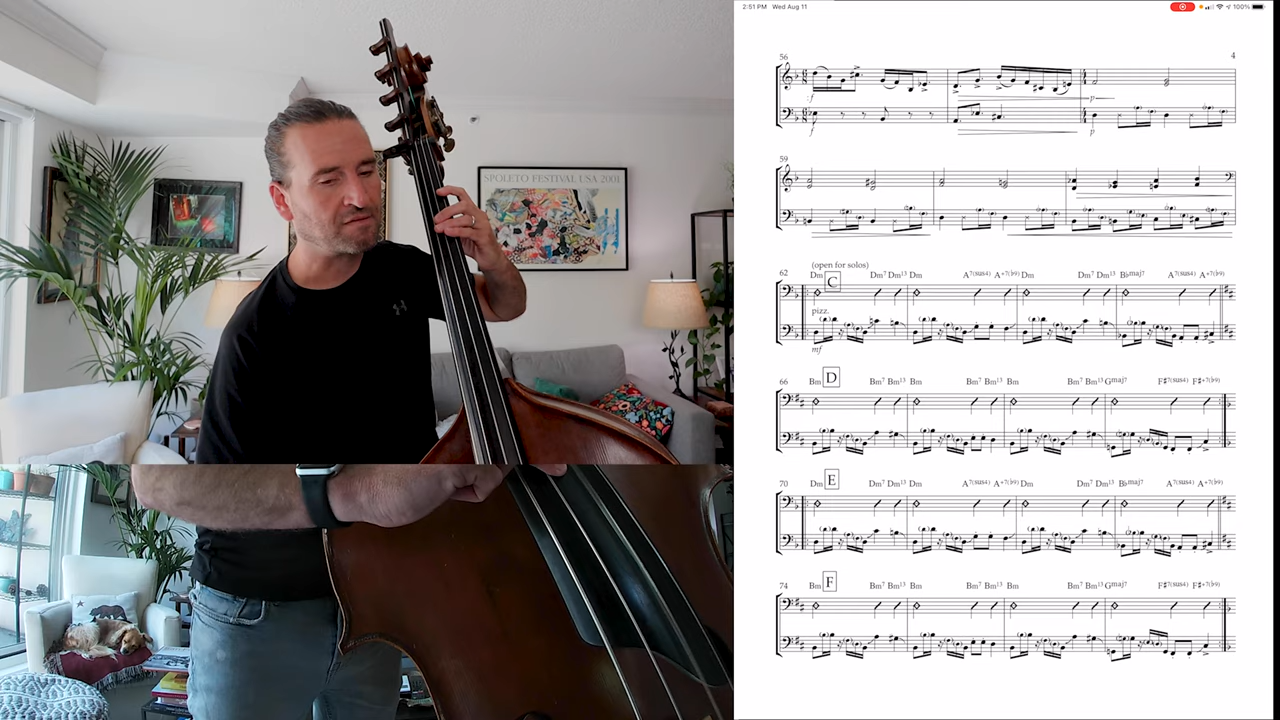 SPOLETO FESTIVAL USA 2001
2:51 PM Wed Aug 11
100%
4
56
f
p
f
p
59
62
(open for solos)
C
Dm Dm7 Dm13 Dm A7(sus4) A+7(♭9) Dm Dm7 Dm13 B♭maj7 A7(sus4) A+7(♭9)
pizz.
mf
66
D
Bm Bm7 Bm13 Bm Bm7 Bm13 Bm Bm7 Bm13 Gmaj7 F♯7(sus4) F♯+7(♭9)
70
E
Dm Dm7 Dm13 Dm A7(sus4) A+7(♭9) Dm Dm7 Dm13 B♭maj7 A7(sus4) A+7(♭9)
74
F
Bm Bm7 Bm13 Bm Bm7 Bm13 Bm Bm7 Bm13 Gmaj7 F♯7(sus4) F♯+7(♭9)